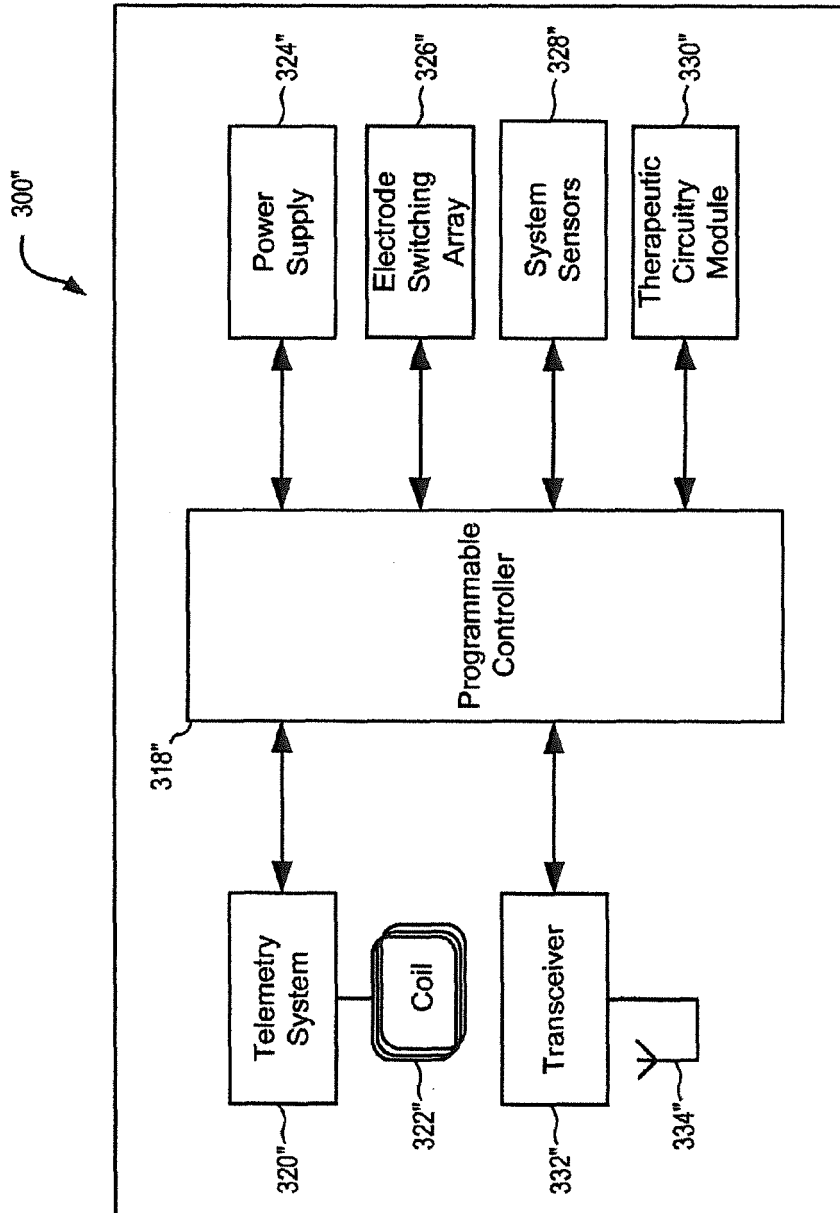 300"
Telemetry
System
320"
Coil
322"
Transceiver
332"
334"
318"
Programmable
Controller
Power
Supply
324"
Electrode
Switching
Array
326"
System
Sensors
328"
Therapeutic
Circuitry
Module
330"